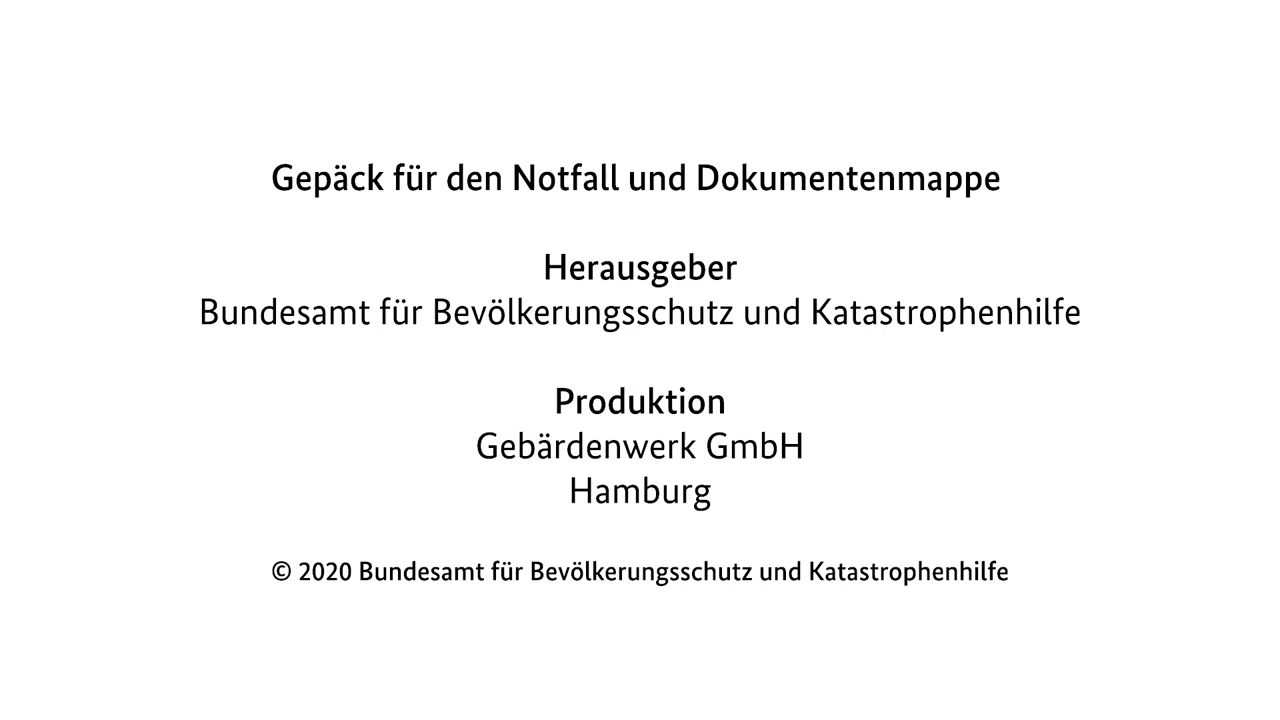 Gepäck für den Notfall und Dokumentenmappe
Herausgeber
Bundesamt für Bevölkerungsschutz und Katastrophenhilfe
Produktion
Gebärdenwerk GmbH
Hamburg
© 2020 Bundesamt für Bevölkerungsschutz und Katastrophenhilfe